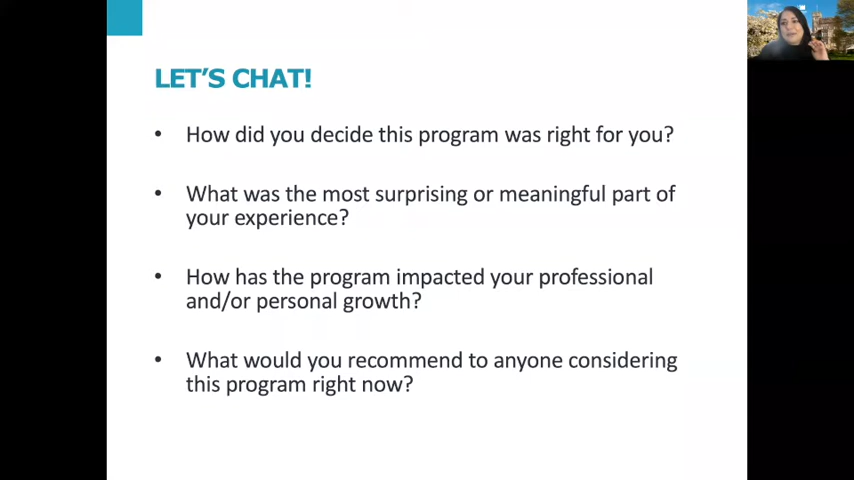 LET’S CHAT!
• How did you decide this program was right for you?
• What was the most surprising or meaningful part of
your experience?
• How has the program impacted your professional
and/or personal growth?
• What would you recommend to anyone considering
this program right now?